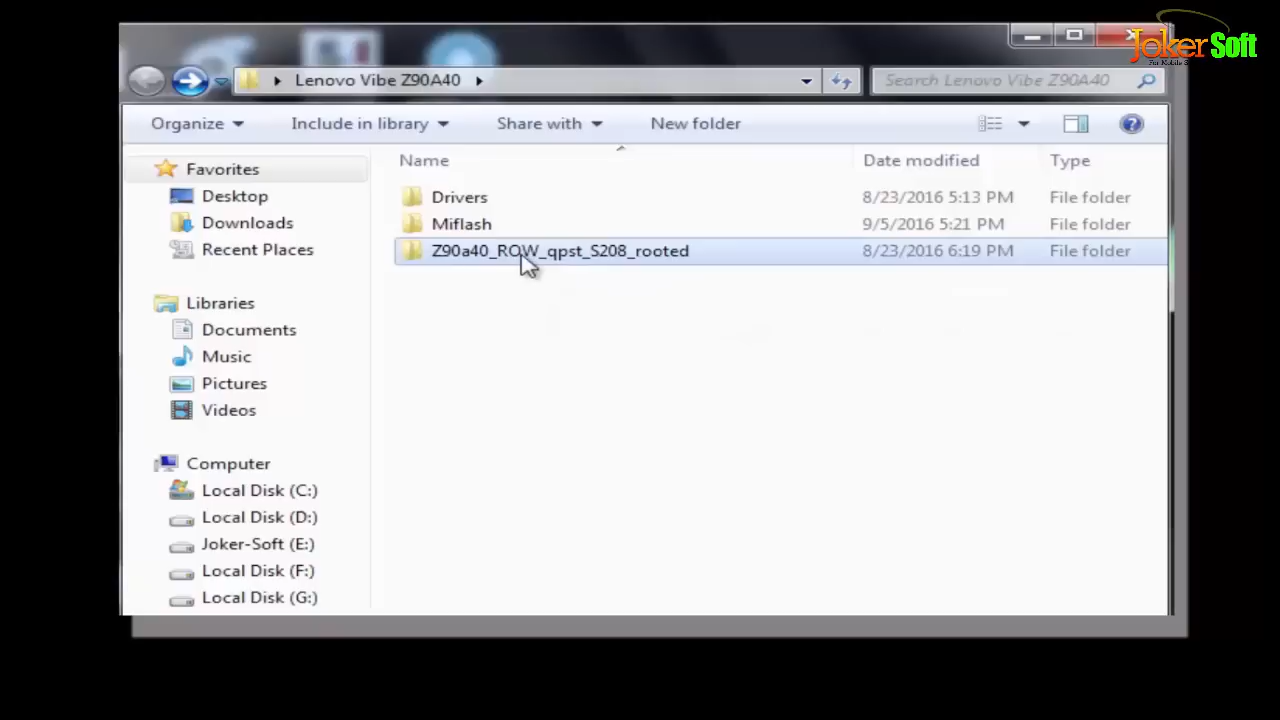 JokerSoft
Lenovo Vibe Z90A40
Search Lenovo Vibe Z90A40
Organize
Include in library
Share with
New folder
Name
Date modified
Type
Favorites
Desktop
Downloads
Recent Places
Libraries
Documents
Music
Pictures
Videos
Computer
Local Disk (C:)
Local Disk (D:)
Joker-Soft (E:)
Local Disk (F:)
Local Disk (G:)
Drivers 8/23/2016 5:13 PM File folder
Miflash 9/5/2016 5:21 PM File folder
Z90a40_ROW_qpst_S208_rooted 8/23/2016 6:19 PM File folder